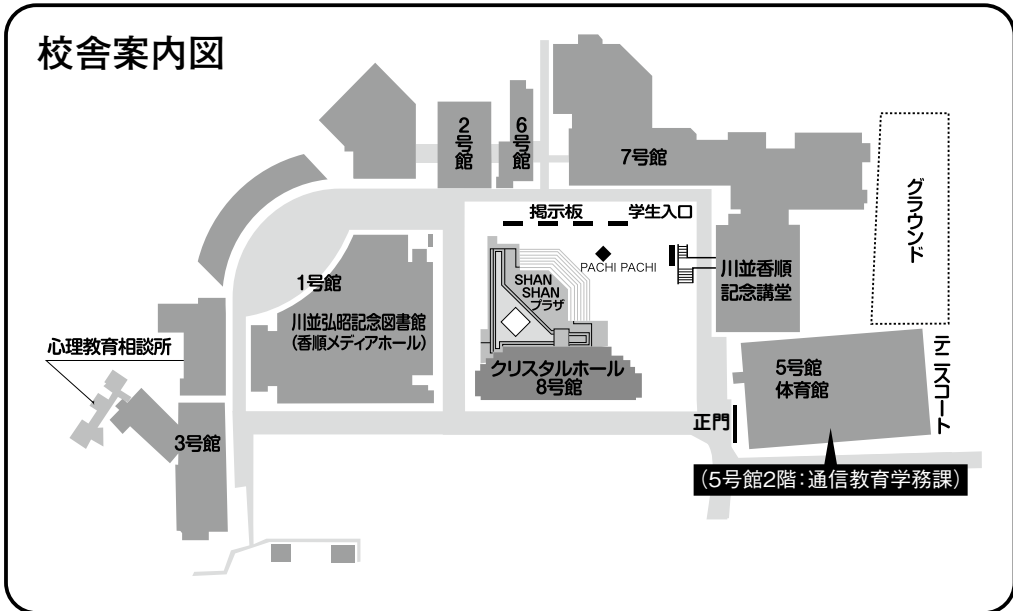 校舎案内図
2号館
6号館
7号館
グラウンド
掲示板
学生入口
PACHI PACHI
川並香順
記念講堂
1号館
川並弘昭記念図書館
(香順メディアホール)
SHAN
SHAN
プラザ
クリスタルホール
8号館
心理教育相談所
3号館
5号館
体育館
テニスコート
正門
(5号館2階:通信教育学務課)